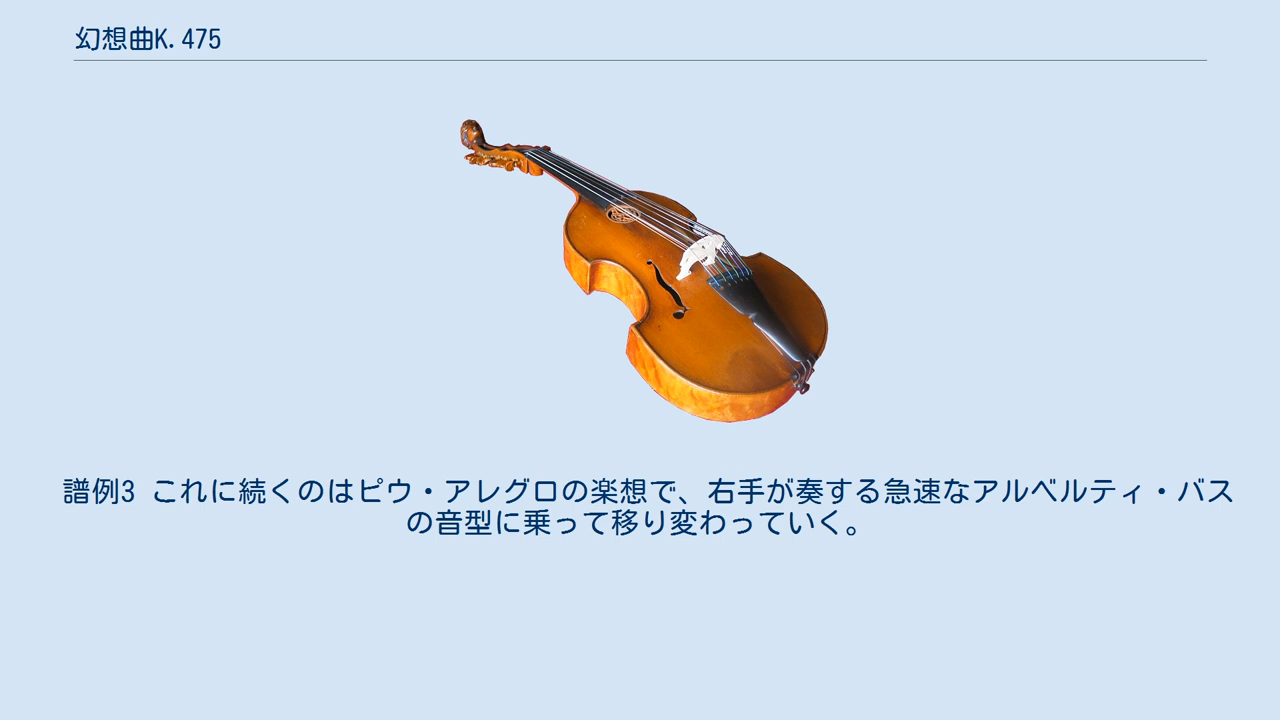 幻想曲K. 475
譜例3 これに続くのはピウ・アレグロの楽想で、右手が奏する急速なアルベルティ・バス
の音型に乗って移り変わっていく。